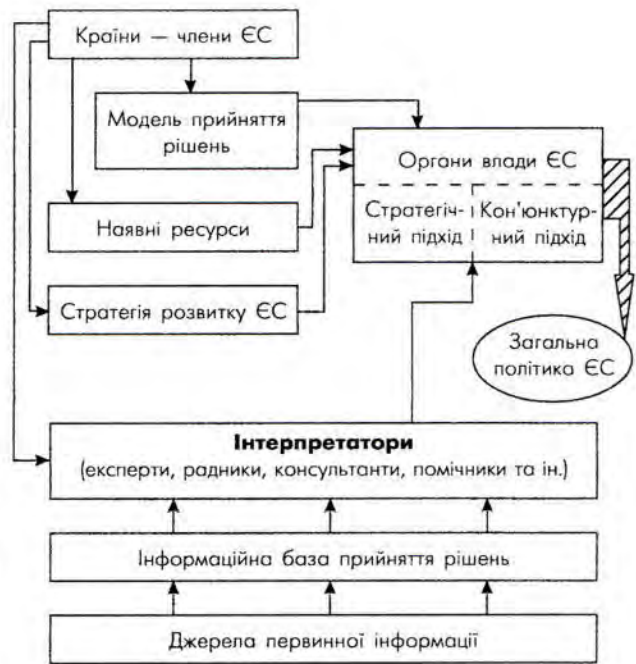 Країни — члени ЄС
Модель прийняття
рішень
Органи влади ЄС
Стратегіч-
ний підхід
Кон'юнктур-
ний підхід
Наявні ресурси
Стратегія розвитку ЄС
Загальна
політика ЄС
Інтерпретатори
(експерти, радники, консультанти, помічники та ін.)
Інформаційна база прийняття рішень
Джерела первинної інформації